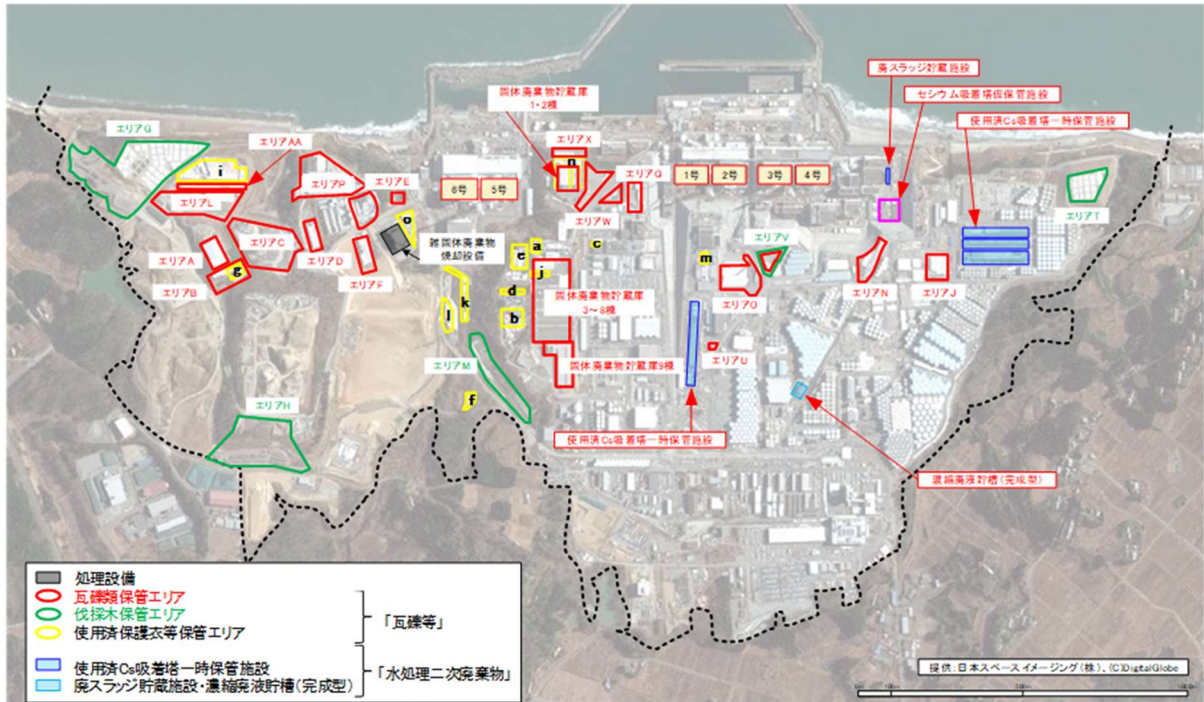 廃スラッジ貯蔵施設
セシウム吸着塔仮保管施設
固体廃棄物貯蔵庫
1・2棟
使用済Cs吸着塔一時保管施設
エリアG
エリアAA
エリアX
i
エリアP
エリアE
n
エリアQ
6号
5号
1号
2号
3号
4号
エリアL
エリアW
エリアT
o
エリアC
雑固体廃棄物
焼却設備
エリアV
a
c
e
m
エリアA
エリアD
エリアF
g
j
エリアB
k
d
固体廃棄物貯蔵庫
3~8棟
エリアO
エリアN
エリアJ
l
b
エリアM
エリアU
固体廃棄物貯蔵庫9棟
f
エリアH
使用済Cs吸着塔一時保管施設
濃縮廃液貯槽(完成型)
処理設備
瓦礫類保管エリア
伐採木保管エリア
使用済保護衣等保管エリア
「瓦礫等」
使用済Cs吸着塔一時保管施設
廃スラッジ貯蔵施設・濃縮廃液貯槽(完成型)
「水処理二次廃棄物」
提供:日本スペースイメージング(株)、(C)DigitalGlobe